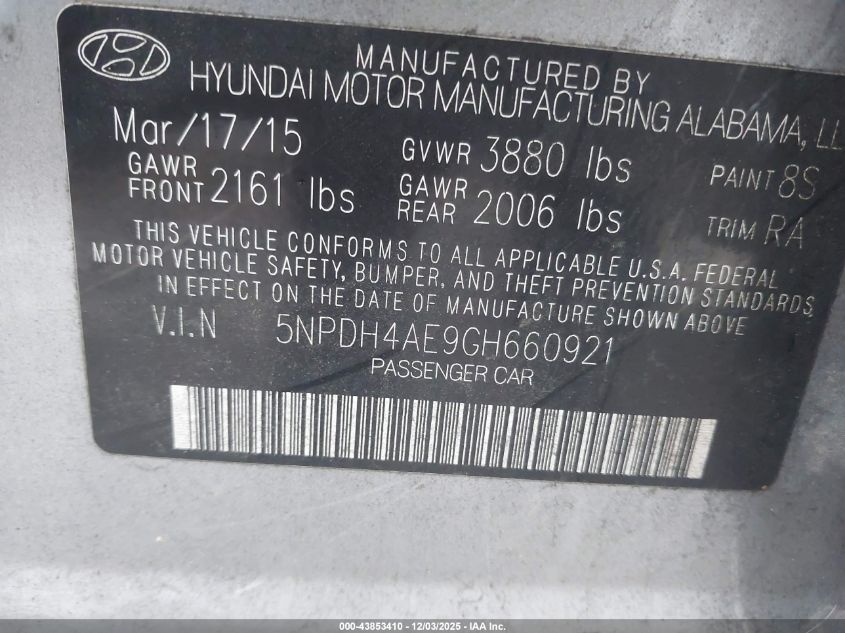 MANUFACTURED BY
HYUNDAI MOTOR MANUFACTURING ALABAMA, LL
Mar/17/15 GVWR 3880 lbs PAINT 8S
GAWR FRONT 2161 lbs GAWR REAR 2006 lbs TRIM RA
THIS VEHICLE CONFORMS TO ALL APPLICABLE U.S.A. FEDERAL
MOTOR VEHICLE SAFETY, BUMPER, AND THEFT PREVENTION STANDARDS
IN EFFECT ON THE DATE OF MANUFACTURE SHOWN ABOVE
V.I.N 5NPDH4AE9GH660921
PASSENGER CAR
000-43853410 - 12/03/2025 - IAA Inc.